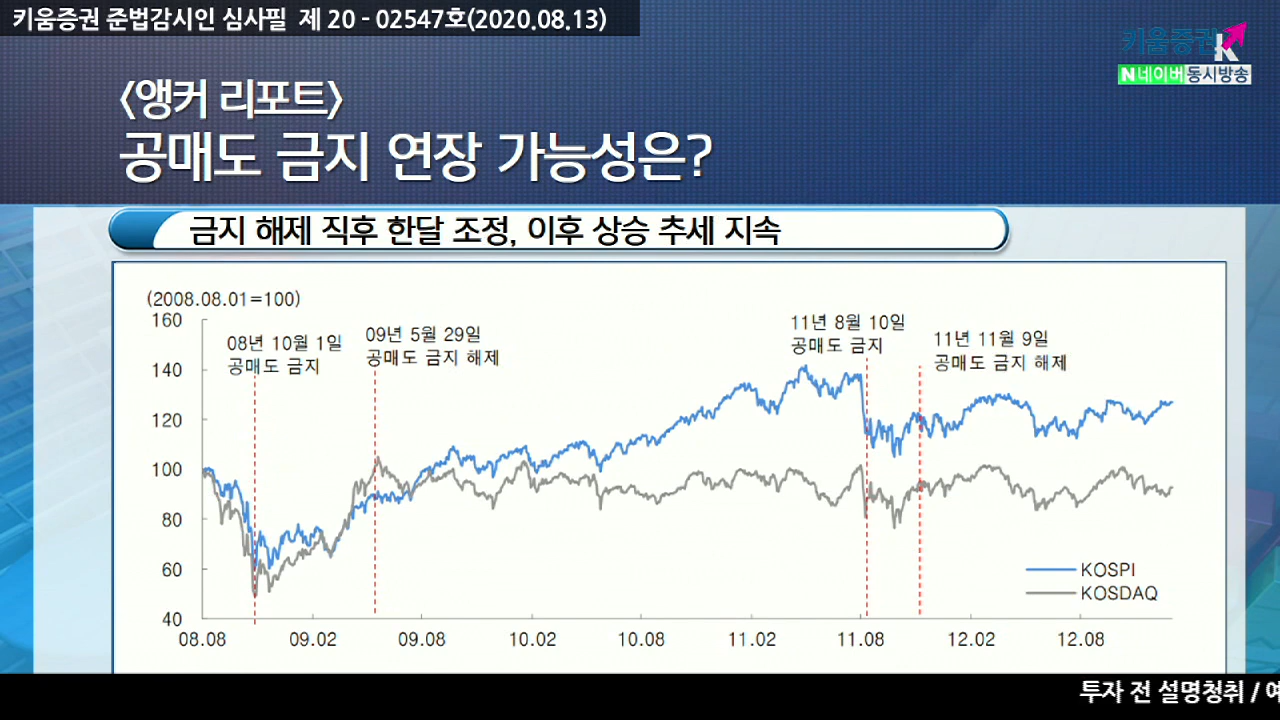 키움증권 준법감시인 심사필 제 20 - 02547호(2020.08.13)
키움증권
N 네이버 동시방송
<앵커 리포트>
공매도 금지 연장 가능성은?
금지 해제 직후 한달 조정, 이후 상승 추세 지속
(2008.08.01=100)
160
140
120
100
80
60
40
08년 10월 1일
공매도 금지
09년 5월 29일
공매도 금지 해제
11년 8월 10일
공매도 금지
11년 11월 9일
공매도 금지 해제
KOSPI
KOSDAQ
08.08 09.02 09.08 10.02 10.08 11.02 11.08 12.02 12.08
투자 전 설명청취 / 예